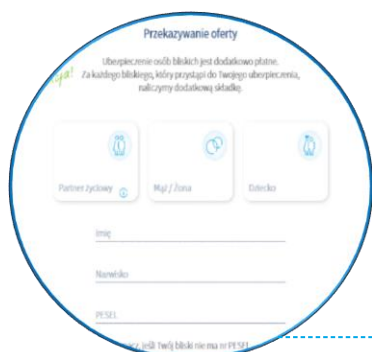 Przekazywanie oferty
Ubezpieczenie osób bliskich jest dodatkowo płatne.
Za każdego bliskiego, który przystąpi do Twojego ubezpieczenia,
naliczymy dodatkową składkę.
Partner życiowy
Mąż / Żona
Dziecko
Imię
Nazwisko
PESEL
jeśli Twój bliski nie ma nr PESEL